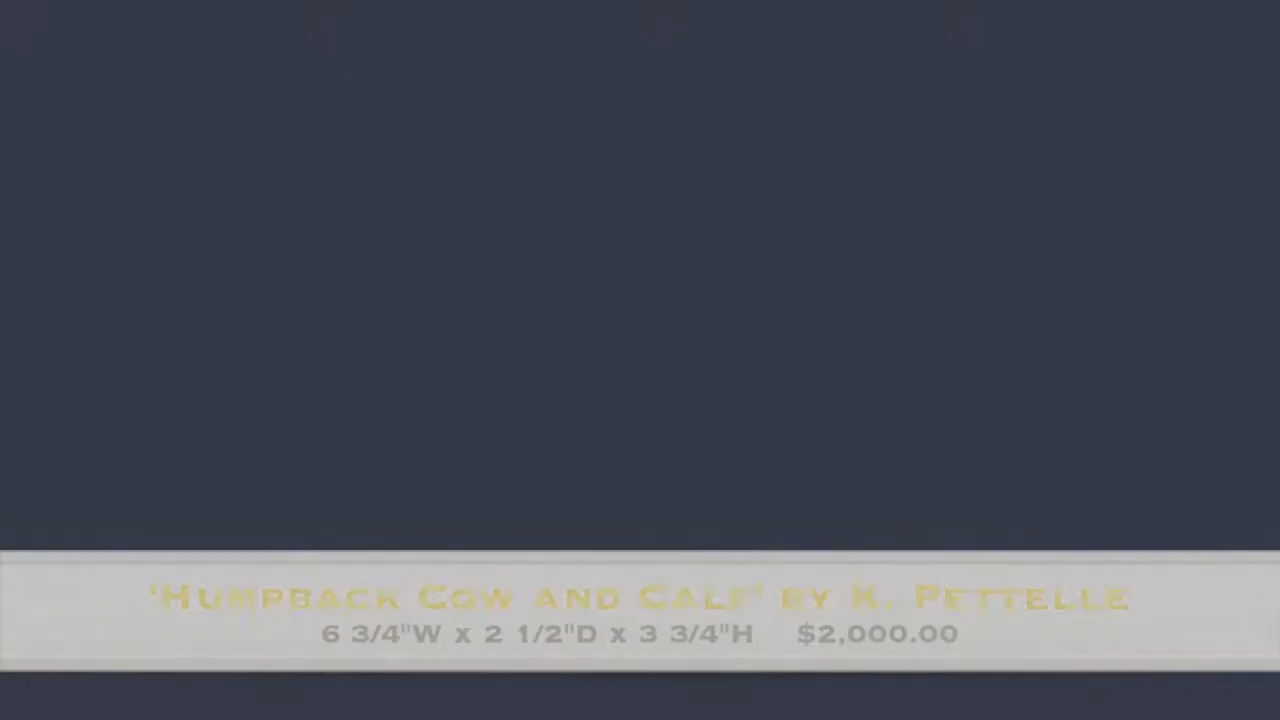 'Humpback Cow and Calf' by K. Pettelle
6 3/4"W x 2 1/2"D x 3 3/4"H $2,000.00